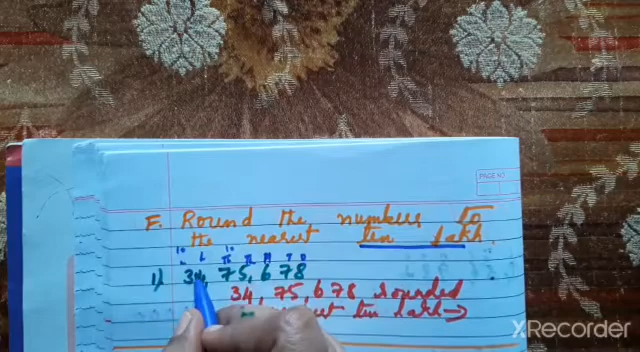 PAGE NO
F. Round the numbers to
the nearest ten lakh.
1) 34, 75, 678
34, 75, 678 rounded
nearest ten lakh →
XRecorder